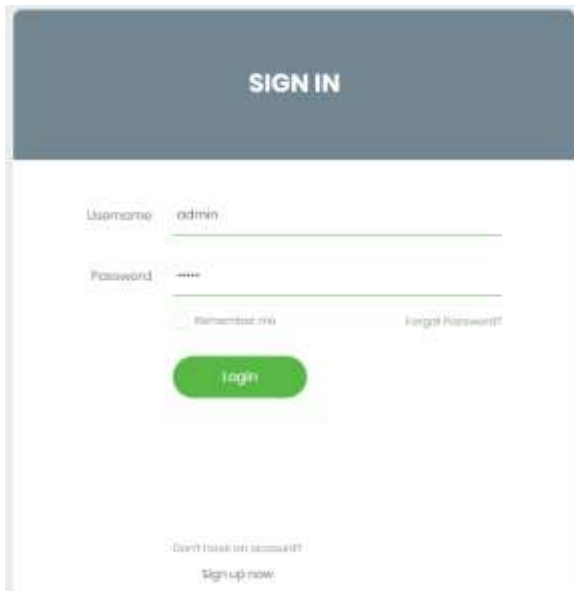 SIGN IN
Username admin
Password •••••
Remember me Forgot Password?
Login
Don't have an account?
Sign up now